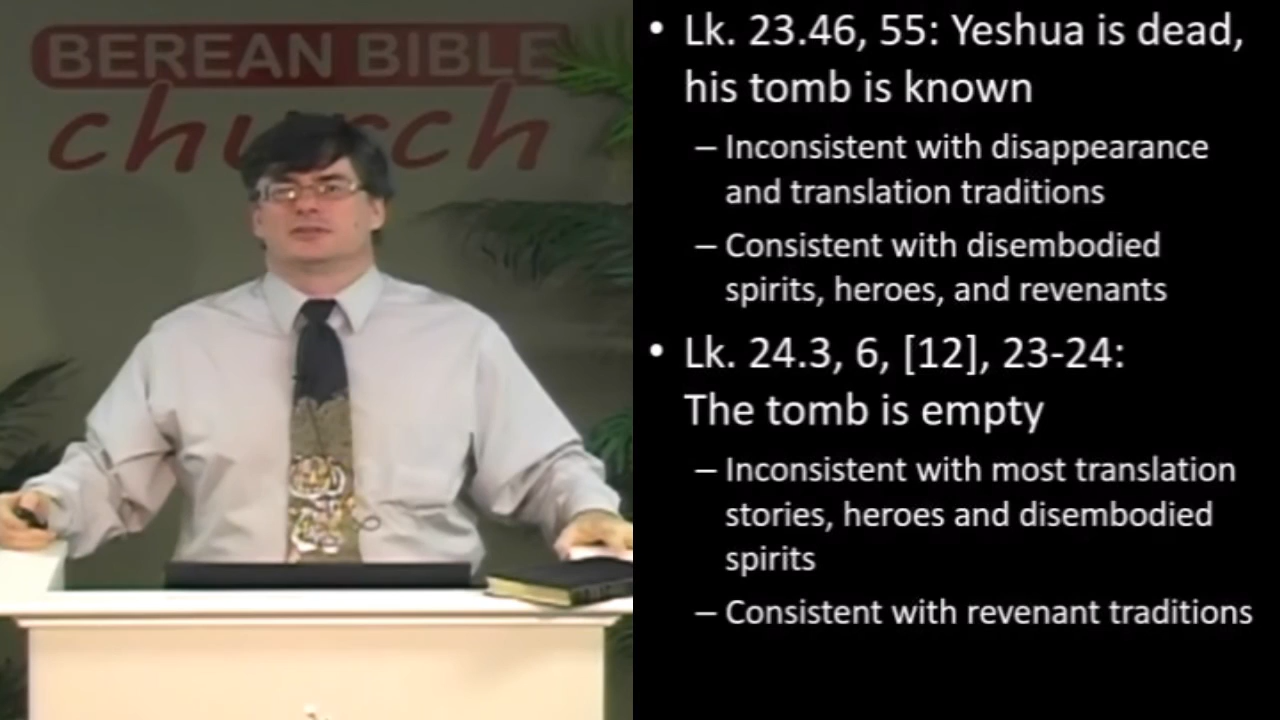 BEREAN BIBLE
church
• Lk. 23.46, 55: Yeshua is dead,
his tomb is known
– Inconsistent with disappearance
and translation traditions
– Consistent with disembodied
spirits, heroes, and revenants
• Lk. 24.3, 6, [12], 23-24:
The tomb is empty
– Inconsistent with most translation
stories, heroes and disembodied
spirits
– Consistent with revenant traditions